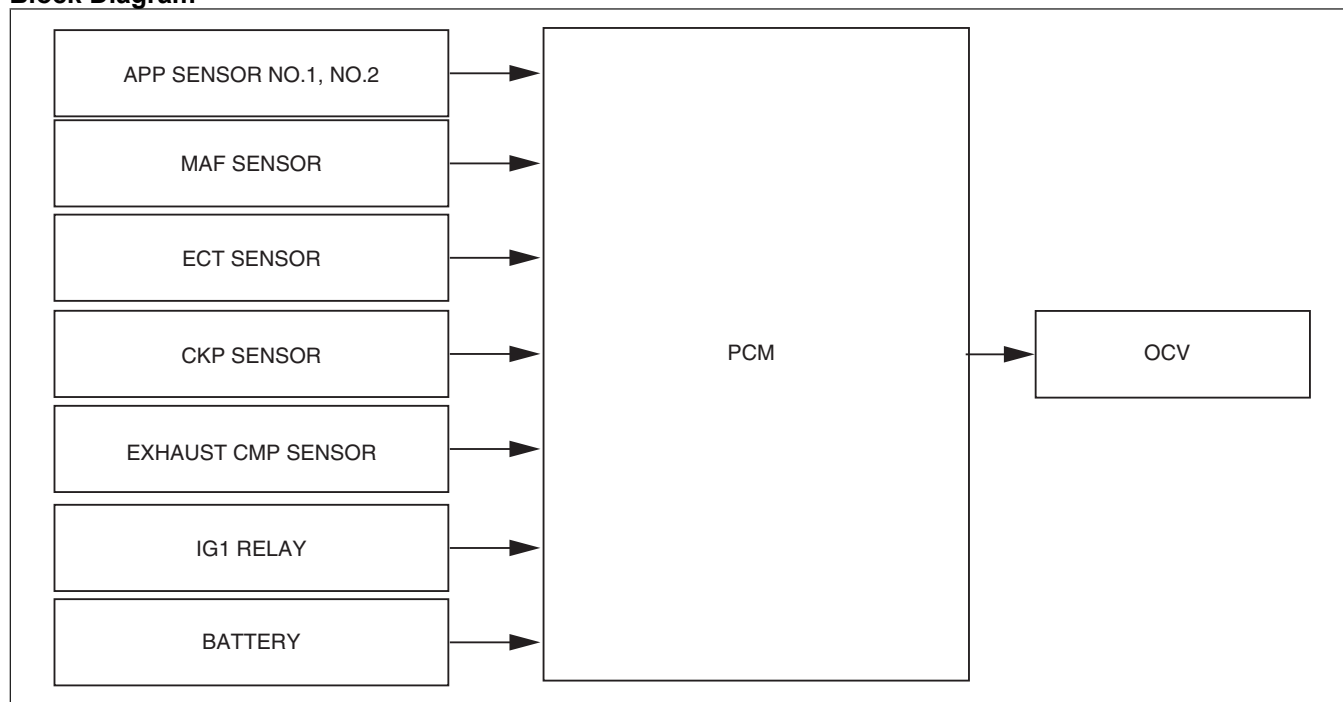 Block Diagram
APP SENSOR NO.1, NO.2
MAF SENSOR
ECT SENSOR
CKP SENSOR
EXHAUST CMP SENSOR
IG1 RELAY
BATTERY
PCM
OCV